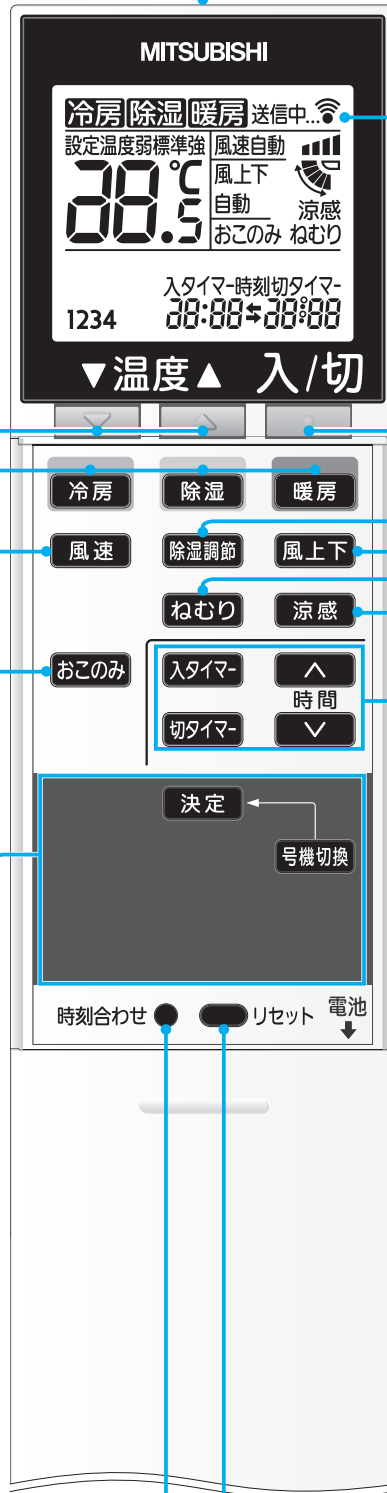 MITSUBISHI
冷房 除湿 暖房 送信中...
設定温度弱標準強 風速自動
88.5℃ 風上下
自動 涼感
おこのみ ねむり
入タイマー時刻切タイマー
1234 88:88⇆88:88
▼温度▲ 入/切
冷房 除湿 暖房
風速 除湿調節 風上下
ねむり 涼感
おこのみ 入タイマー ∧
時間
切タイマー ∨
決定
号機切換
時刻合わせ リセット 電池